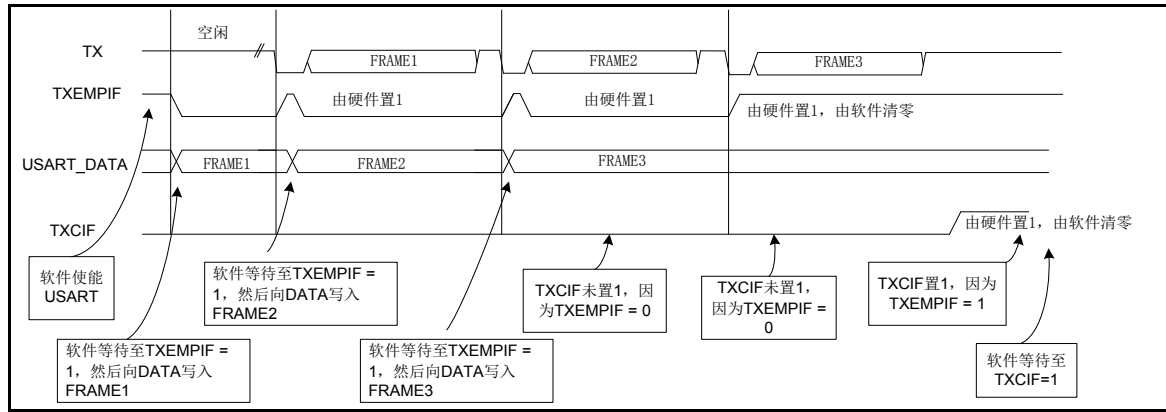 空闲
TX
FRAME1
FRAME2
FRAME3
TXEMPIF
由硬件置1
由硬件置1
由硬件置1,由软件清零
USART_DATA
FRAME1
FRAME2
FRAME3
TXCIF
由硬件置1,由软件清零
软件使能
USART
软件等待至TXEMPIF =
1,然后向DATA写入
FRAME2
TXCIF未置1,因
为TXEMPIF = 0
TXCIF未置1,
因为TXEMPIF =
0
TXCIF置1,因为
TXEMPIF = 1
软件等待至TXEMPIF =
1,然后向DATA写入
FRAME1
软件等待至TXEMPIF =
1,然后向DATA写入
FRAME3
软件等待至
TXCIF=1